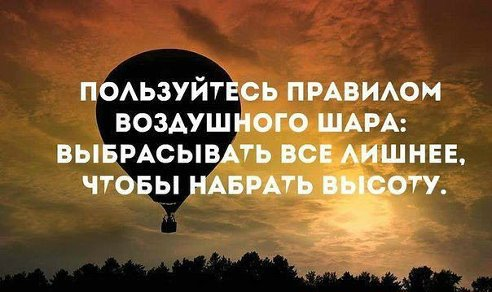 ПОЛЬЗУЙТЕСЬ ПРАВИЛОМ
ВОЗДУШНОГО ШАРА:
ВЫБРАСЫВАТЬ ВСЕ ЛИШНЕЕ,
ЧТОБЫ НАБРАТЬ ВЫСОТУ.